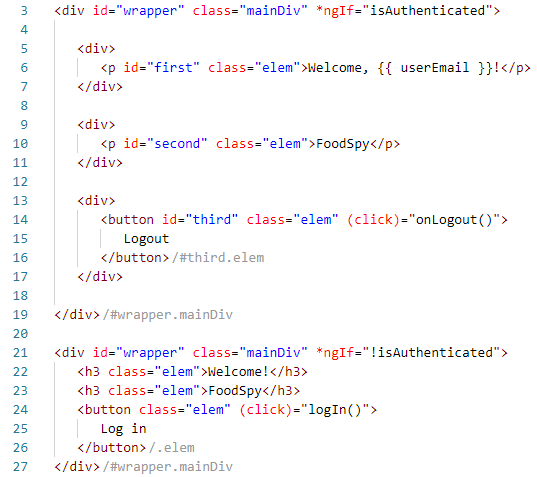 3 <div id="wrapper" class="mainDiv" *ngIf="isAuthenticated">
4
5 <div>
6 <p id="first" class="elem">Welcome, {{ userEmail }}!</p>
7 </div>
8
9 <div>
10 <p id="second" class="elem">FoodSpy</p>
11 </div>
12
13 <div>
14 <button id="third" class="elem" (click)="onLogout()">
15 Logout
16 </button>/#third.elem
17 </div>
18
19 </div>/#wrapper.mainDiv
20
21 <div id="wrapper" class="mainDiv" *ngIf="!isAuthenticated">
22 <h3 class="elem">Welcome!</h3>
23 <h3 class="elem">FoodSpy</h3>
24 <button class="elem" (click)="logIn()">
25 Log in
26 </button>/.elem
27 </div>/#wrapper.mainDiv